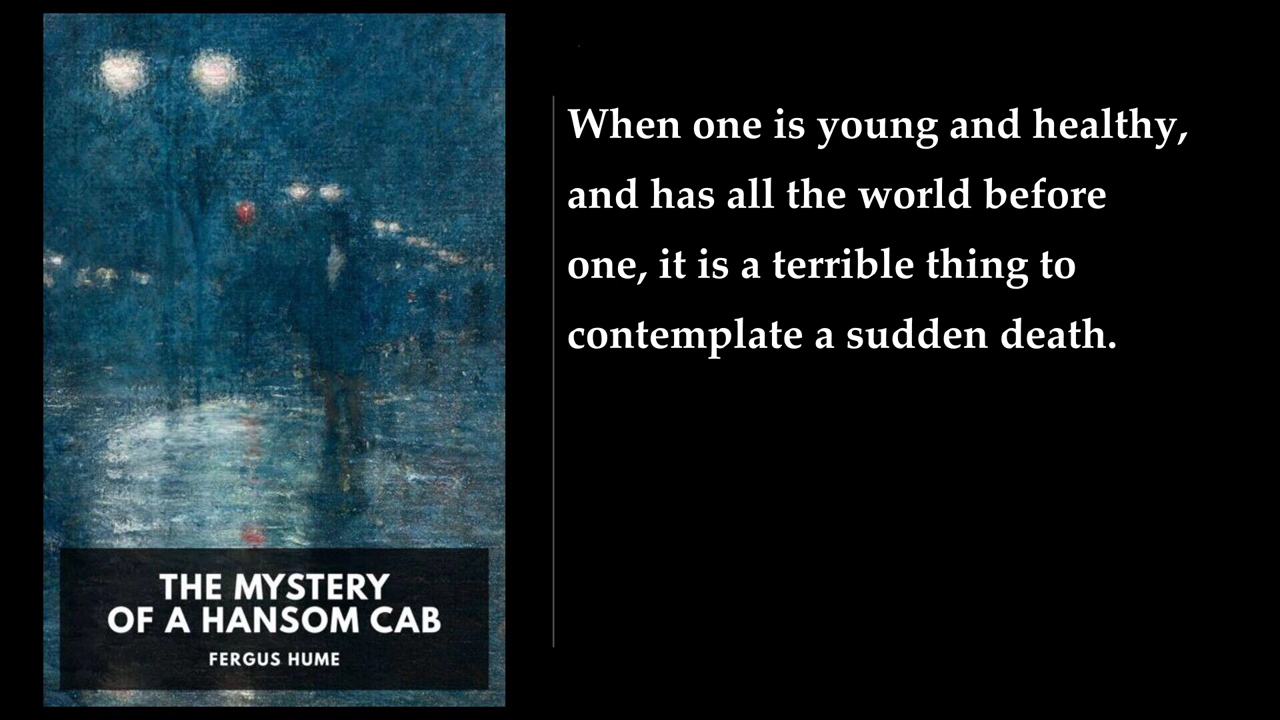 THE MYSTERY
OF A HANSOM CAB
FERGUS HUME
When one is young and healthy,
and has all the world before
one, it is a terrible thing to
contemplate a sudden death.